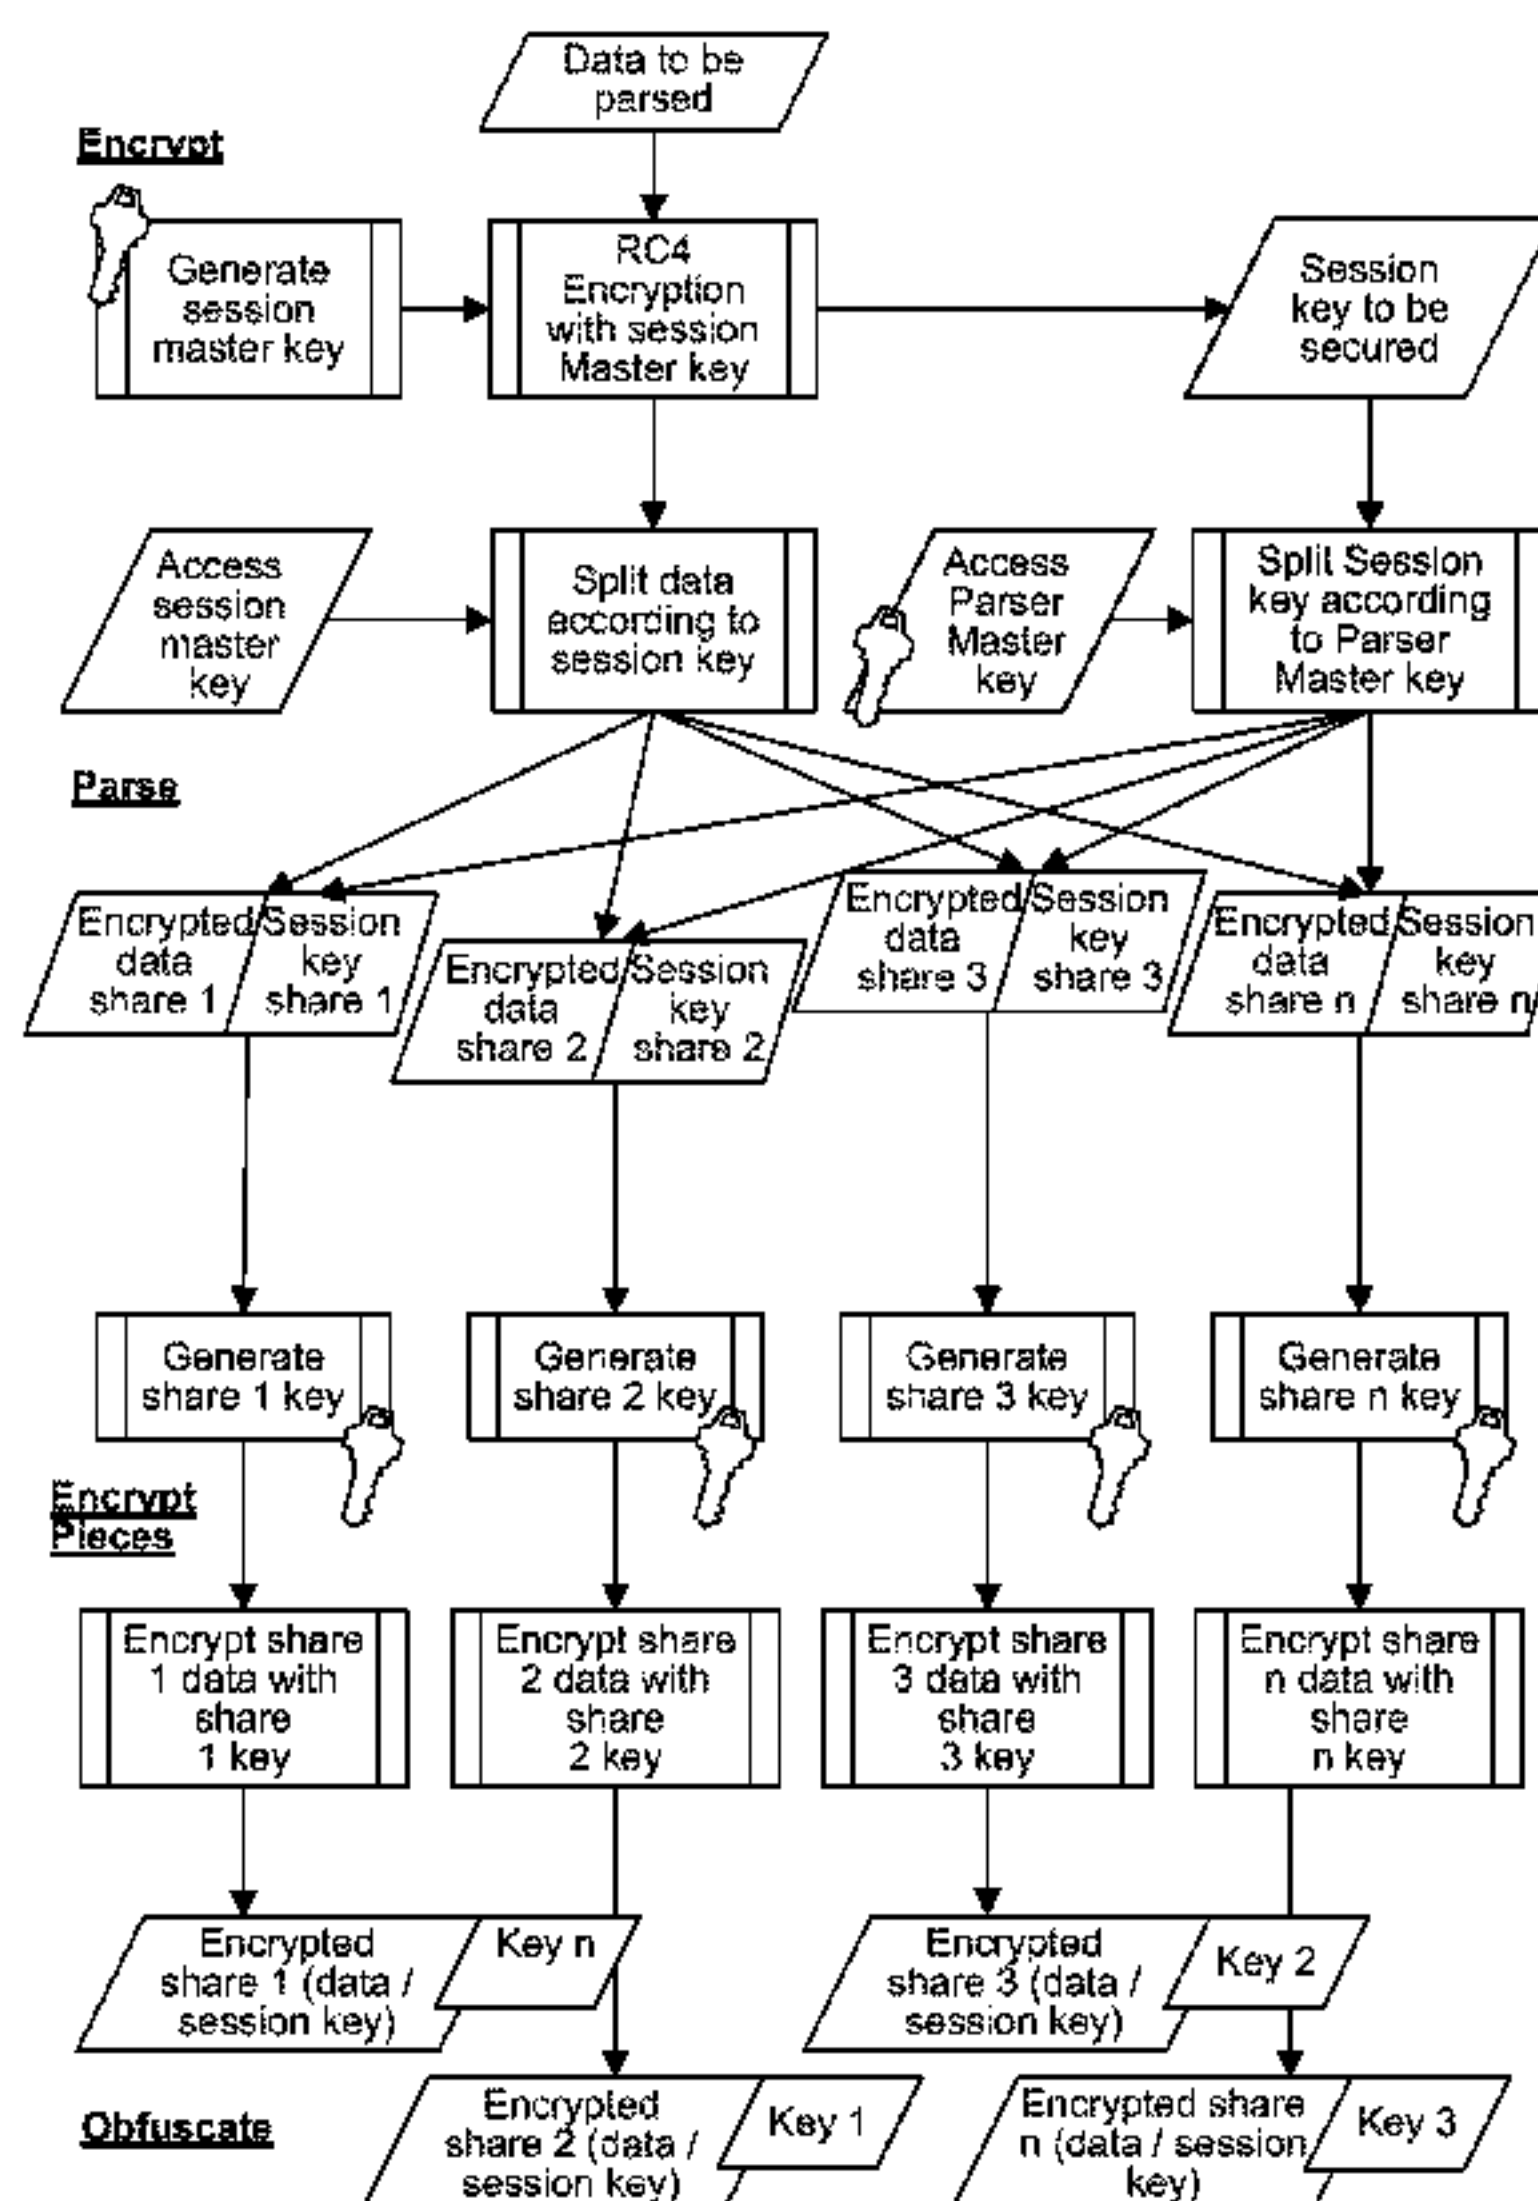 Data to be
parsed
Encrypt
Generate
session
master key
RC4
Encryption
with session
Master key
Session
key to be
secured
Access
session
master
key
Split data
according to
session key
Access
Parser
Master
key
Split Session
key according
to Parser
Master key
Parse
Encrypted
data
share 1
Session
key
share 1
Encrypted
data
share 2
Session
key
share 2
Encrypted
data
share 3
Session
key
share 3
Encrypted
data
share n
Session
key
share n
Generate
share 1 key
Generate
share 2 key
Generate
share 3 key
Generate
share n key
Encrypt
Pieces
Encrypt share
1 data with
share
1 key
Encrypt share
2 data with
share
2 key
Encrypt share
3 data with
share
3 key
Encrypt share
n data with
share
n key
Encrypted
share 1 (data /
session key)
Key n
Encrypted
share 3 (data /
session key)
Key 2
Obfuscate
Encrypted
share 2 (data /
session key)
Key 1
Encrypted share
n (data / session
key)
Key 3